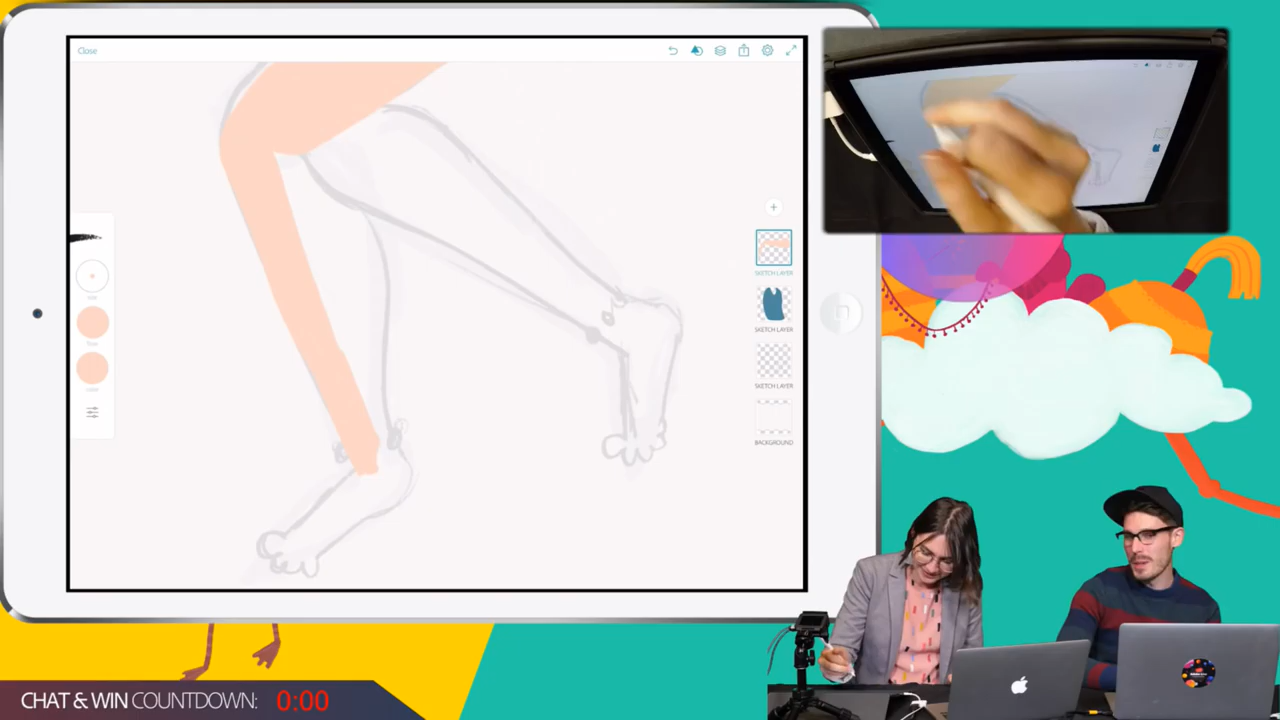 Close
SKETCH LAYER
SKETCH LAYER
SKETCH LAYER
BACKGROUND
CHAT & WIN COUNTDOWN: 0:00